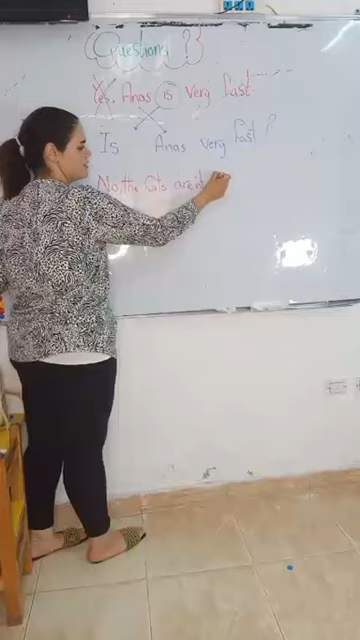 Questions ??
Yes, Anas is very fast.
Is Anas very fast?
No, the Cats aren't